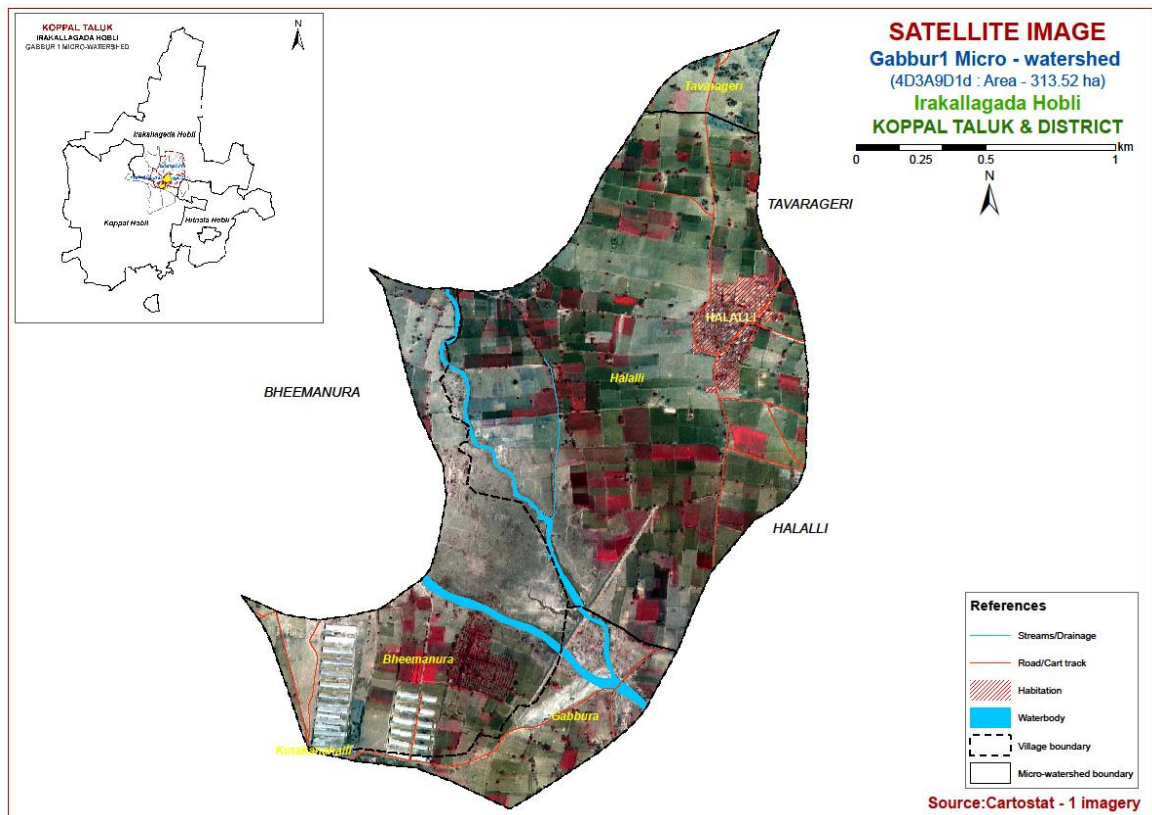 KOPPAL TALUK
IRAKALLAGADA HOBLI
GABBUR 1 MICRO-WATERSHED
N
Irakallagada Hobli
Koppal Hobli
Hitnala Hobli
SATELLITE IMAGE
Gabbur1 Micro - watershed
(4D3A9D1d : Area - 313.52 ha)
Irakallagada Hobli
KOPPAL TALUK & DISTRICT
km
0 0.25 0.5 1
N
Tavarageri
TAVARAGERI
HALALLI
Halalli
BHEEMANURA
HALALLI
Bheemanura
Gabbura
References
Streams/Drainage
Road/Cart track
Habitation
Waterbody
Village boundary
Micro-watershed boundary
Source:Cartostat - 1 imagery